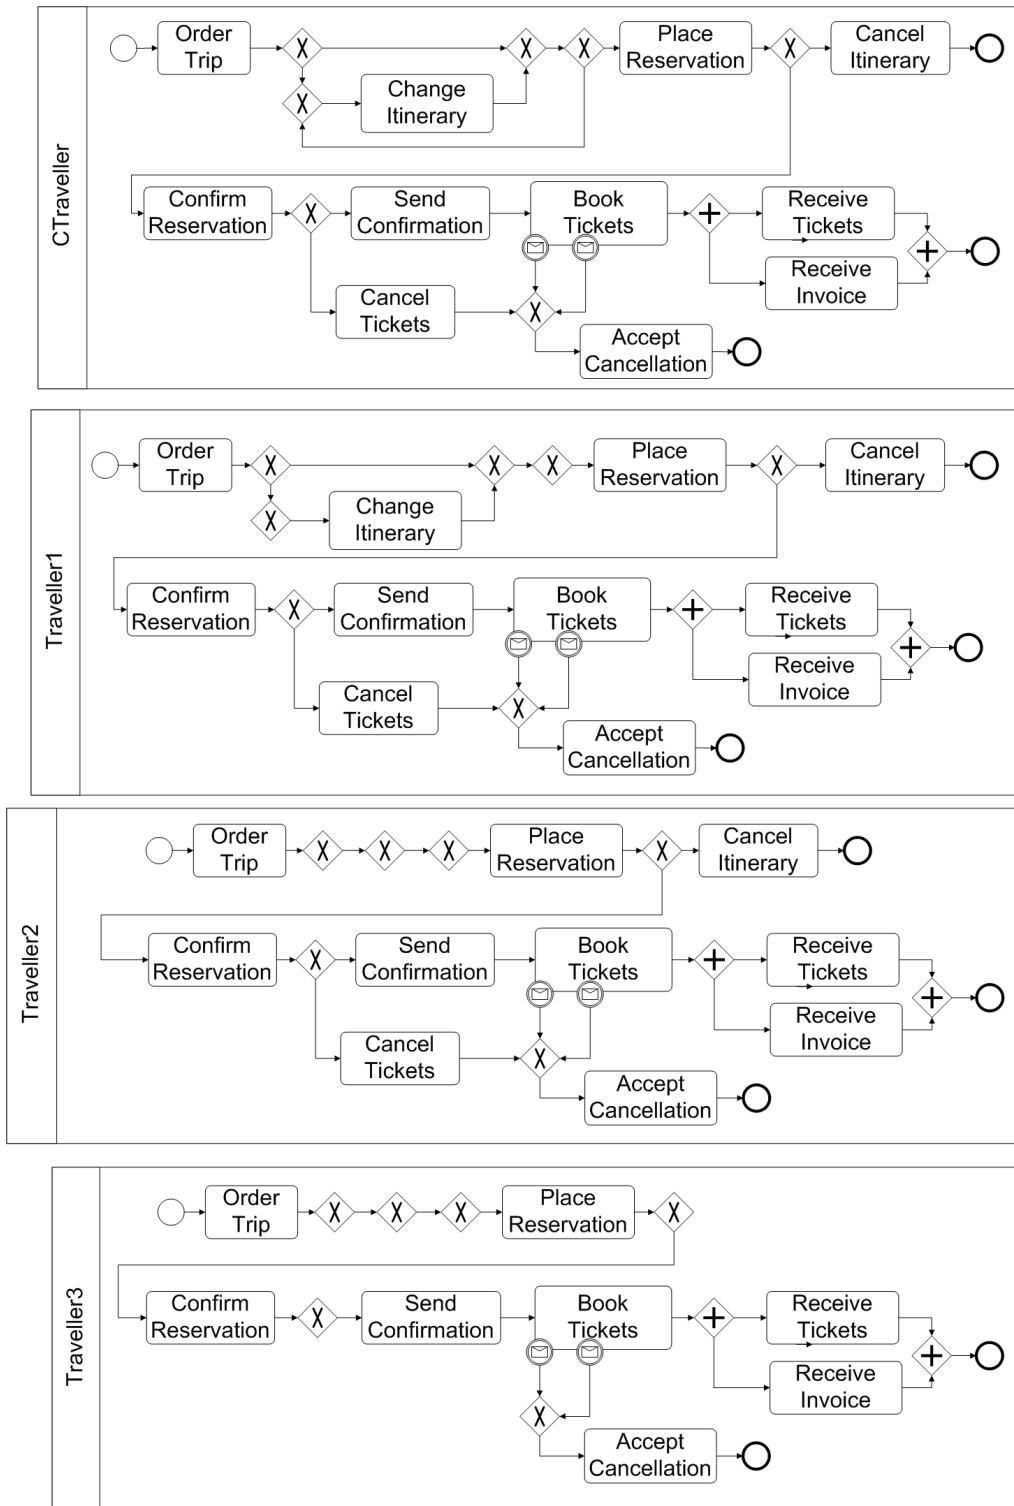 CTraveller
Order
Trip
Place
Reservation
Cancel
Itinerary
Change
Itinerary
Confirm
Reservation
Send
Confirmation
Book
Tickets
Receive
Tickets
Cancel
Tickets
Receive
Invoice
Accept
Cancellation
Traveller1
Order
Trip
Place
Reservation
Cancel
Itinerary
Change
Itinerary
Confirm
Reservation
Send
Confirmation
Book
Tickets
Receive
Tickets
Cancel
Tickets
Receive
Invoice
Accept
Cancellation
Traveller2
Order
Trip
Place
Reservation
Cancel
Itinerary
Confirm
Reservation
Send
Confirmation
Book
Tickets
Receive
Tickets
Cancel
Tickets
Receive
Invoice
Accept
Cancellation
Traveller3
Order
Trip
Place
Reservation
Confirm
Reservation
Send
Confirmation
Book
Tickets
Receive
Tickets
Receive
Invoice
Accept
Cancellation